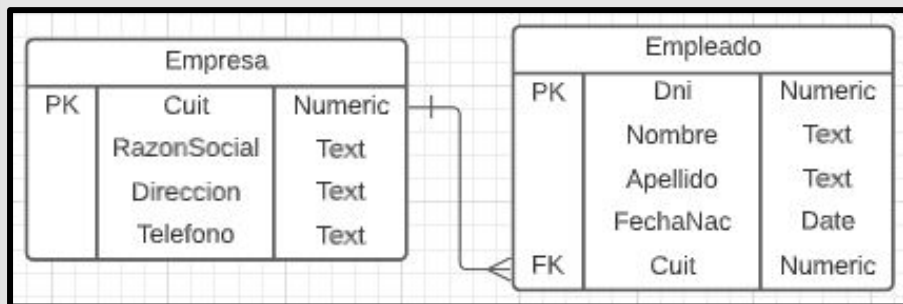 Empresa
PK Cuit Numeric
RazonSocial Text
Direccion Text
Telefono Text
Empleado
PK Dni Numeric
Nombre Text
Apellido Text
FechaNac Date
FK Cuit Numeric